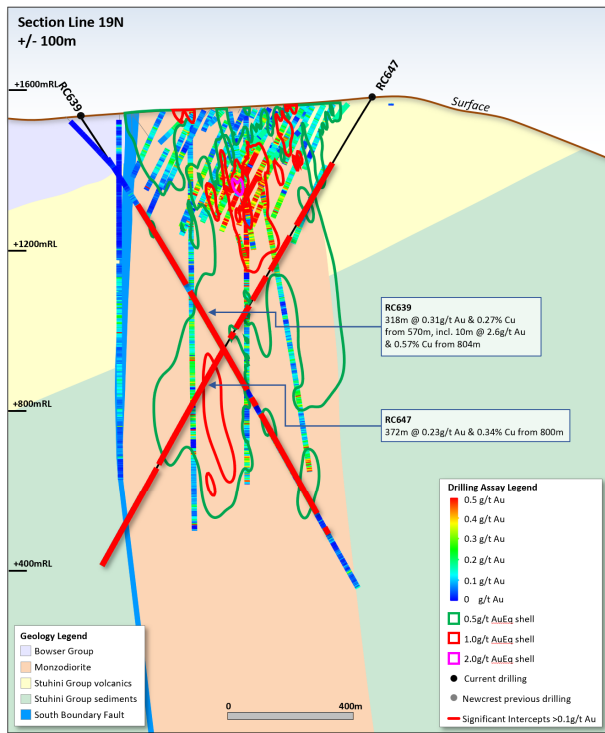 Section Line 19N
+/- 100m
RC639
RC647
Surface
+1600mRL
+1200mRL
+800mRL
+400mRL
RC639
318m @ 0.31g/t Au & 0.27% Cu
from 570m, incl. 10m @ 2.6g/t Au
& 0.57% Cu from 804m
RC647
372m @ 0.23g/t Au & 0.34% Cu from 800m
Drilling Assay Legend
0.5 g/t Au
0.4 g/t Au
0.3 g/t Au
0.2 g/t Au
0.1 g/t Au
0 g/t Au
0.5g/t AuEq shell
1.0g/t AuEq shell
2.0g/t AuEq shell
Current drilling
Newcrest previous drilling
Significant Intercepts >0.1g/t Au
Geology Legend
Bowser Group
Monzodiorite
Stuhini Group volcanics
Stuhini Group sediments
South Boundary Fault
0 400m